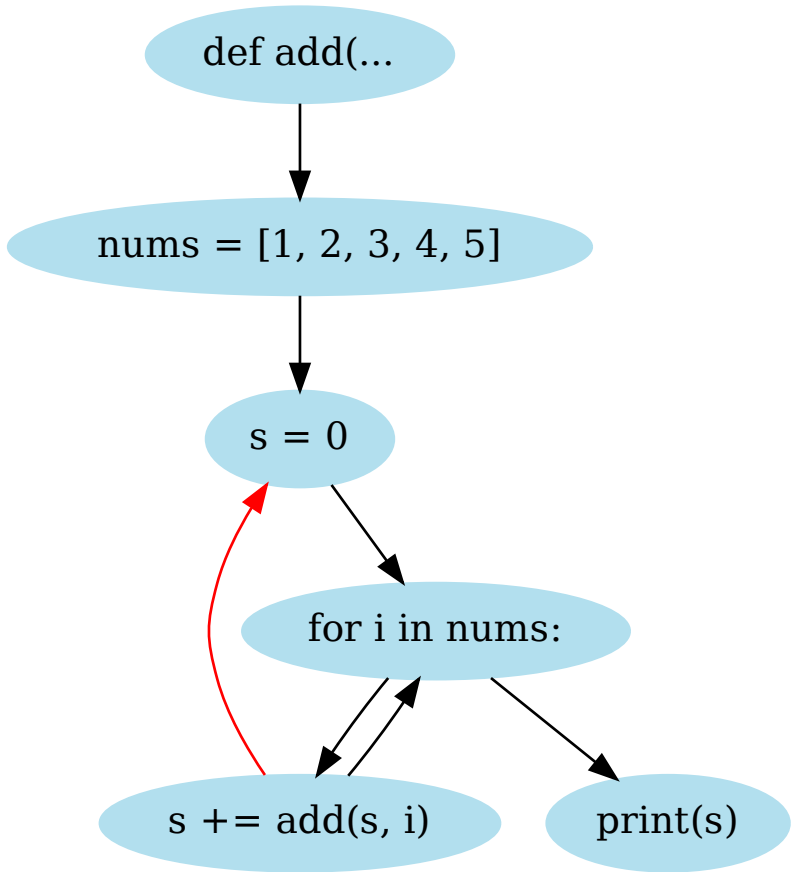 def add(...
nums = [1, 2, 3, 4, 5]
s = 0
for i in nums:
s += add(s, i)
print(s)